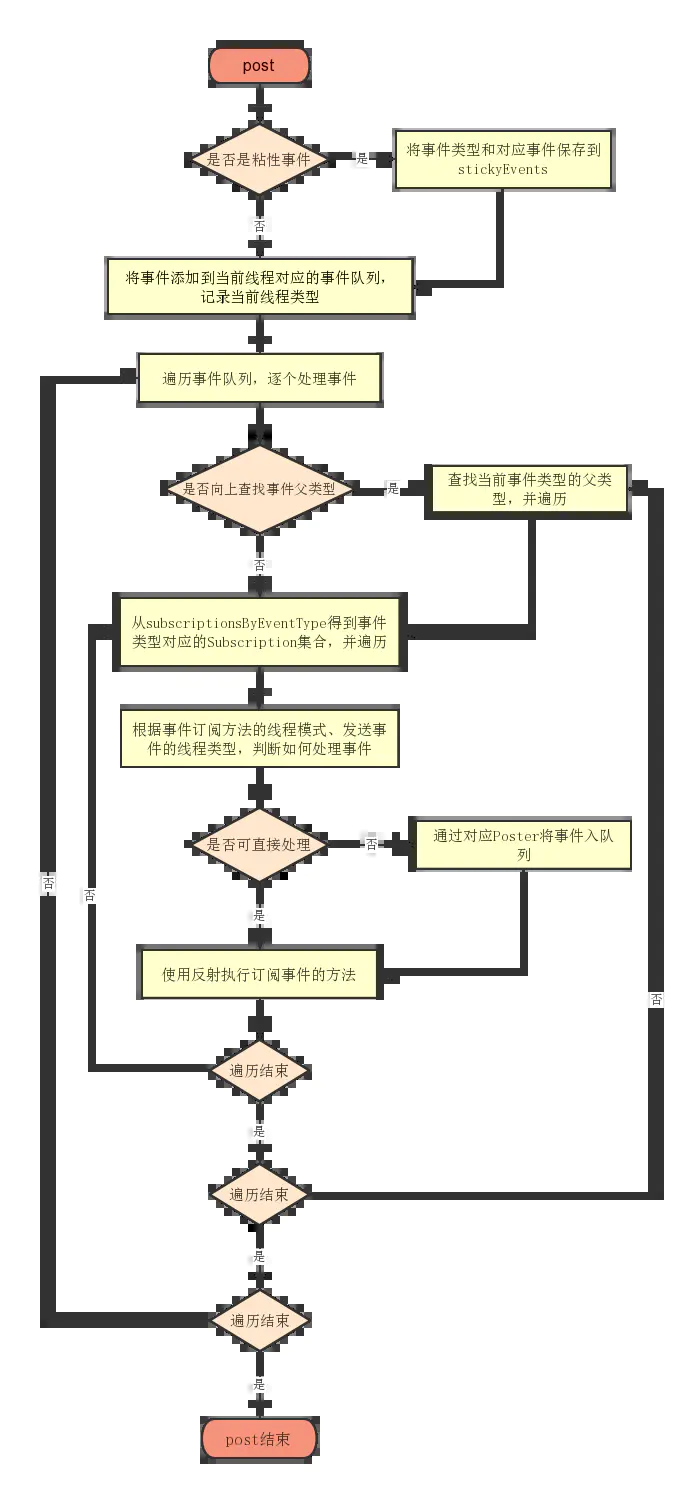 post
是否是粘性事件
是
将事件类型和对应事件保存到
stickyEvents
否
将事件添加到当前线程对应的事件队列，
记录当前线程类型
遍历事件队列，逐个处理事件
是否向上查找事件父类型
是
查找当前事件类型的父类
型，并遍历
否
从subscriptionsByEventType得到事件
类型对应的Subscription集合，并遍历
根据事件订阅方法的线程模式、发送事
件的线程类型，判断如何处理事件
是否可直接处理
否
通过对应Poster将事件入队
列
否
否
是
使用反射执行订阅事件的方法
否
遍历结束
是
遍历结束
是
遍历结束
是
post结束